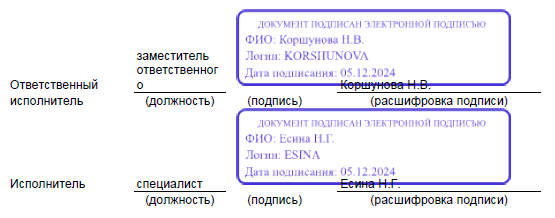 ДОКУМЕНТ ПОДПИСАН ЭЛЕКТРОННОЙ ПОДПИСЬЮ
ФИО: Коршунова Н.В.
Логин: KORSHUNOVA
Дата подписания: 05.12.2024
Ответственный
исполнитель
заместитель
ответственног
о
Коршунова Н.В.
(должность) (подпись) (расшифровка подписи)
ДОКУМЕНТ ПОДПИСАН ЭЛЕКТРОННОЙ ПОДПИСЬЮ
ФИО: Есина Н.Г.
Логин: ESINA
Дата подписания: 05.12.2024
Исполнитель специалист Есина Н.Г.
(должность) (подпись) (расшифровка подписи)